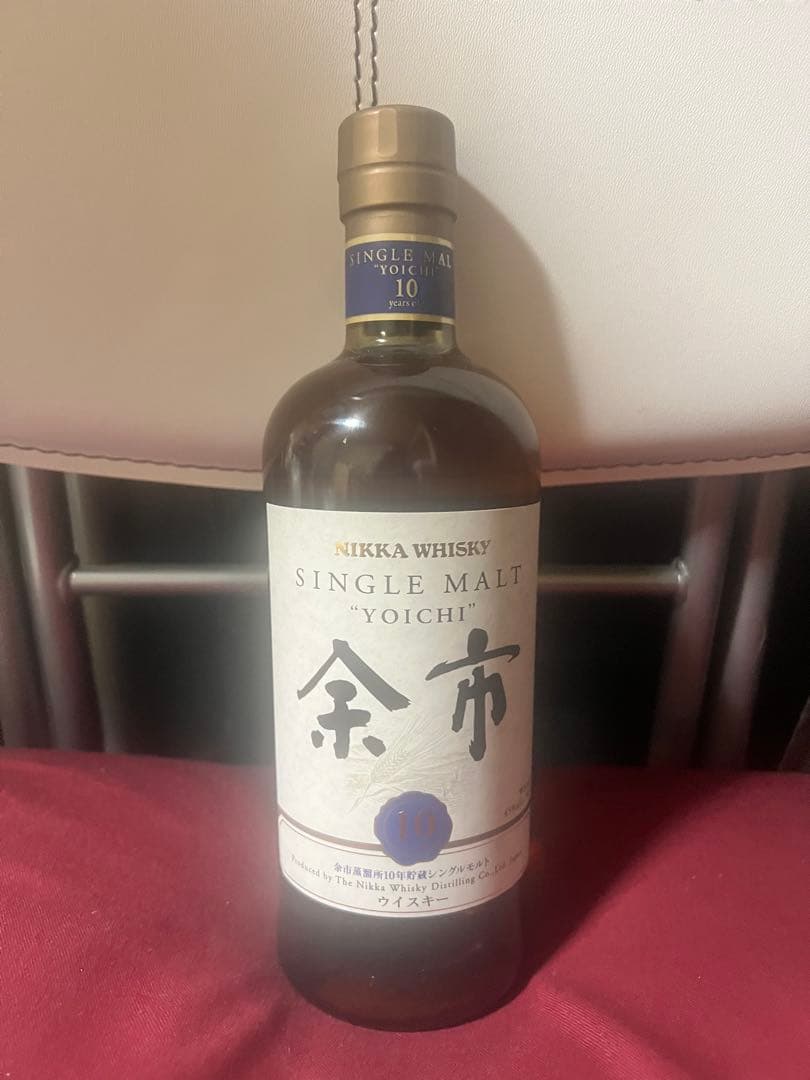 SINGLE MAL
"YOICHI"
10
years
NIKKA WHISKY
SINGLE MALT
"YOICHI"
余市
10
余市蒸溜所10年貯蔵シングルモルト
Produced by The Nikka Whisky Distilling Co., Ltd. Japan
ウイスキー